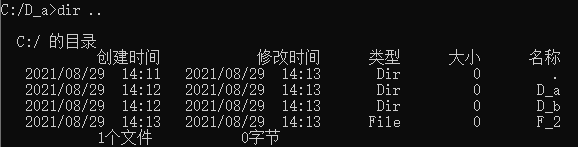 C:/D_a>dir ..
C:/ 的目录
创建时间 修改时间 类型 大小 名称
2021/08/29 14:11 2021/08/29 14:13 Dir 0 .
2021/08/29 14:12 2021/08/29 14:13 Dir 0 D_a
2021/08/29 14:12 2021/08/29 14:13 Dir 0 D_b
2021/08/29 14:13 2021/08/29 14:13 File 0 F_2
1个文件 0字节